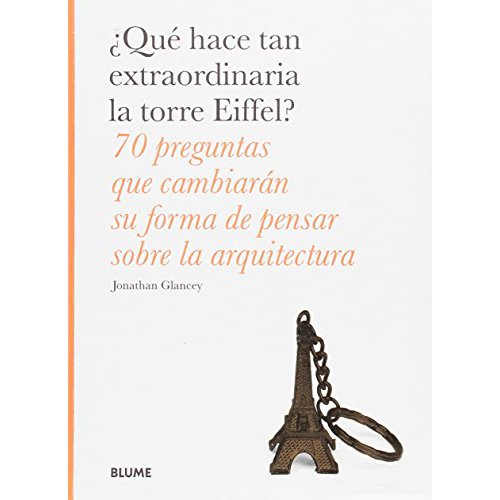 ¿Qué hace tan
extraordinaria
la torre Eiffel?
70 preguntas
que cambiarán
su forma de pensar
sobre la arquitectura
Jonathan Glancey
BLUME